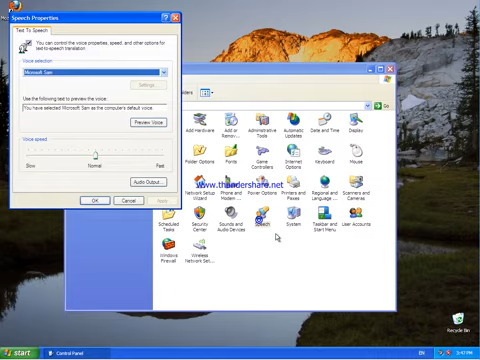 Speech Properties
Text To Speech
You can control the voice properties, speed, and other options for
text-to-speech translation
Voice selection:
Microsoft Sam
Settings...
Use the following text to preview the voice:
You have selected Microsoft Sam as the computer's default voice.
Preview Voice
Voice speed
Slow
Normal
Fast
Audio Output...
OK
Cancel
Apply
Go
Add Hardware
Add or Remov...
Administrative Tools
Automatic Updates
Date and Time
Display
Folder Options
Fonts
Game Controllers
Internet Options
Keyboard
Mouse
www.thundershare.net
Network Setup Wizard
Phone and Modem ...
Power Options
Printers and Faxes
Regional and Language ...
Scanners and Cameras
Scheduled Tasks
Security Center
Sounds and Audio Devices
Speech
System
Taskbar and Start Menu
User Accounts
Windows Firewall
Wireless Network Set...
Recycle Bin
start
Control Panel
EN